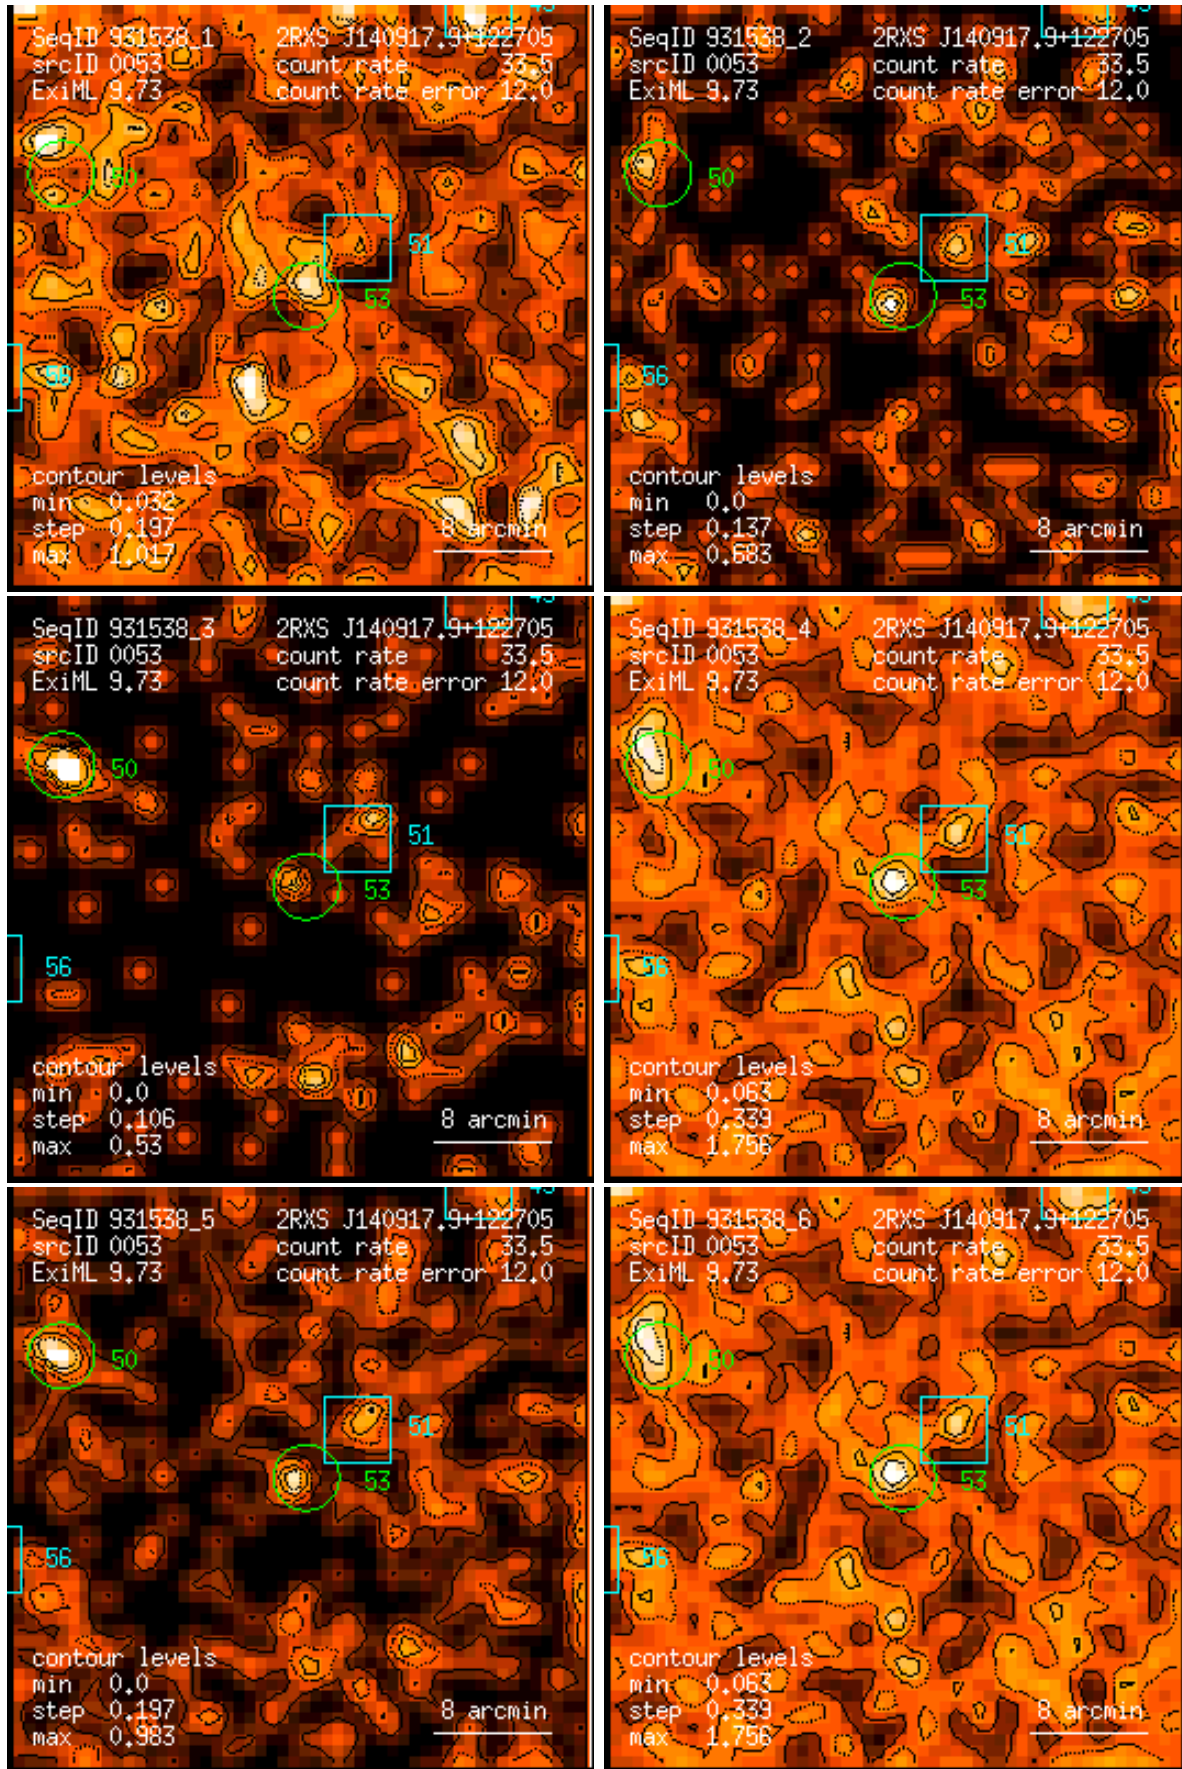 43
SeqID 931538_1 2RXS J140917.9+122705
srcID 0053 count rate 33.5
ExiML 9.73 count rate error 12.0
50
51
53
56
contour levels
min 0.032
step 0.197 8 arcmin
max 1.017
43
SeqID 931538_2 2RXS J140917.9+122705
srcID 0053 count rate 33.5
ExiML 9.73 count rate error 12.0
50
51
53
56
contour levels
min 0.0
step 0.137 8 arcmin
max 0.683
43
SeqID 931538_3 2RXS J140917.9+122705
srcID 0053 count rate 33.5
ExiML 9.73 count rate error 12.0
50
51
53
56
contour levels
min 0.0
step 0.106 8 arcmin
max 0.53
43
SeqID 931538_4 2RXS J140917.9+122705
srcID 0053 count rate 33.5
ExiML 9.73 count rate error 12.0
50
51
53
56
contour levels
min 0.063
step 0.339 8 arcmin
max 1.756
43
SeqID 931538_5 2RXS J140917.9+122705
srcID 0053 count rate 33.5
ExiML 9.73 count rate error 12.0
50
51
53
56
contour levels
min 0.0
step 0.197 8 arcmin
max 0.983
43
SeqID 931538_6 2RXS J140917.9+122705
srcID 0053 count rate 33.5
ExiML 9.73 count rate error 12.0
50
51
53
56
contour levels
min 0.063
step 0.339 8 arcmin
max 1.756